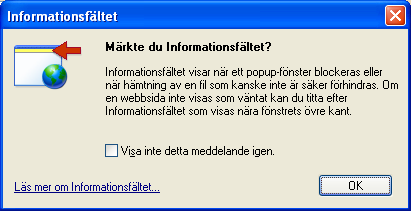 Informationsfältet
Märkte du Informationsfältet?
Informationsfältet visar när ett popup-fönster blockeras eller
när hämtning av en fil som kanske inte är säker förhindras. Om
en webbsida inte visas som väntat kan du titta efter
Informationsfältet som visas nära fönstrets övre kant.
Visa inte detta meddelande igen.
Läs mer om Informationsfältet...
OK